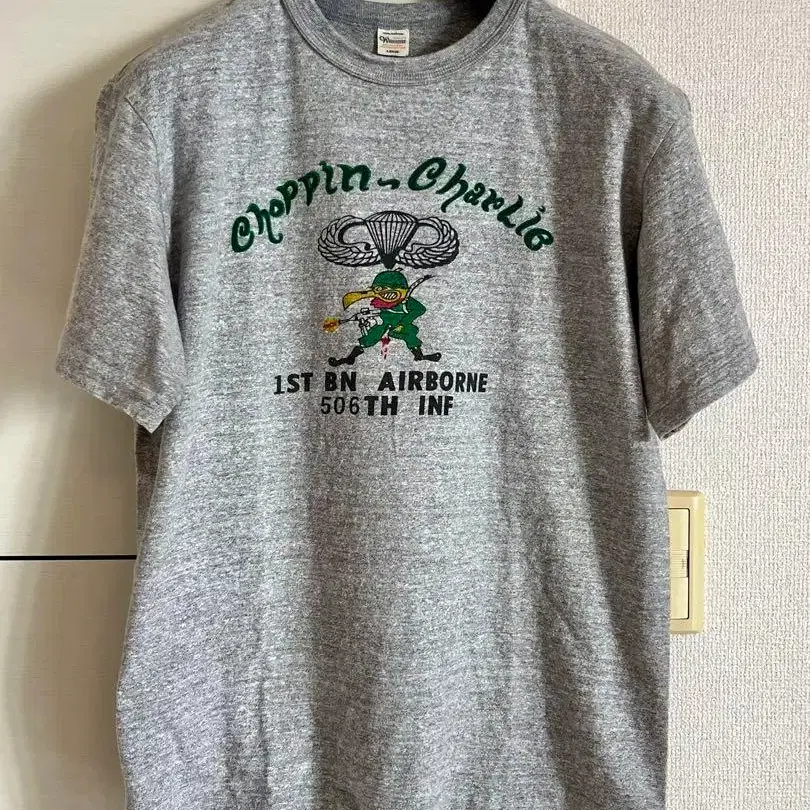 Choppin ~ Charlie
1ST BN AIRBORNE
506TH INF